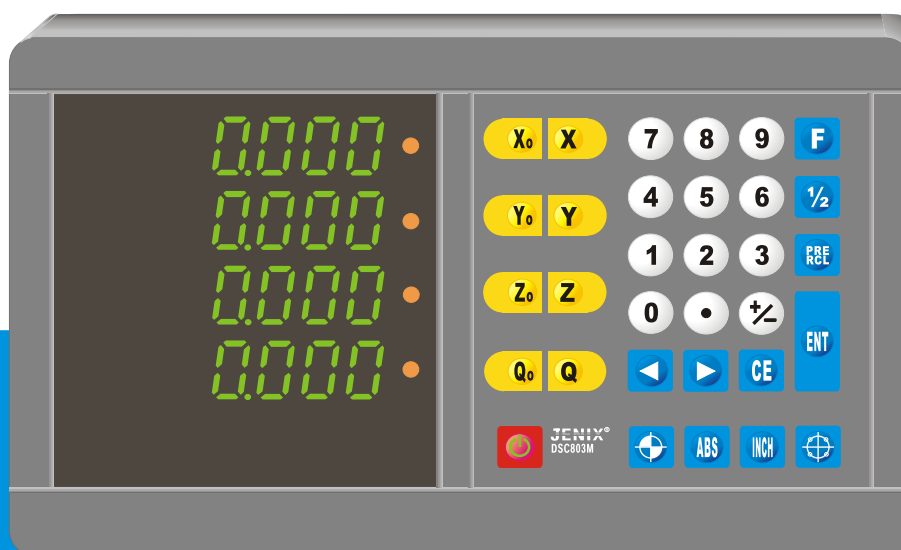 0.000
0.000
0.000
0.000
X₀ X 7 8 9 F
Y₀ Y 4 5 6 ½
1 2 3 PRE RCL
Z₀ Z
0 • +/− ENT
Q₀ Q CE
JENIX®
DSC803M
ABS INCH